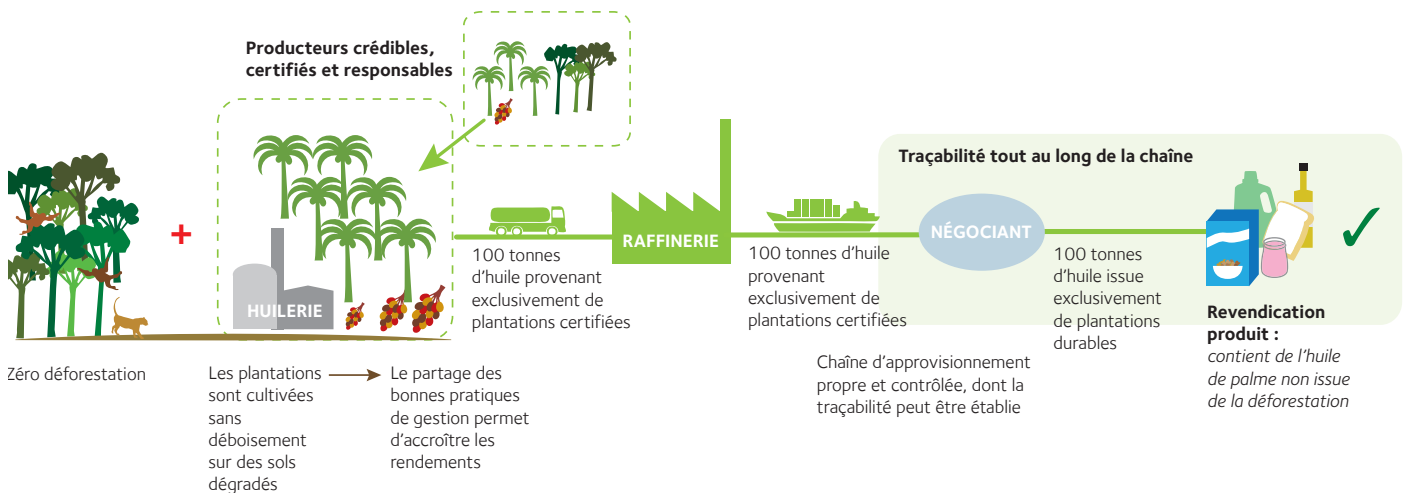 Producteurs crédibles,
certifiés et responsables
Traçabilité tout au long de la chaîne
HUILERIE
RAFFINERIE
NÉGOCIANT
100 tonnes
d’huile provenant
exclusivement de
plantations certifiées
100 tonnes d’huile
provenant
exclusivement de
plantations certifiées
100 tonnes
d’huile issue
exclusivement
de plantations
durables
Revendication
produit :
contient de l’huile
de palme non issue
de la déforestation
Zéro déforestation
Les plantations
sont cultivées
sans
déboisement
sur des sols
dégradés
Le partage des
bonnes pratiques
de gestion permet
d’accroître les
rendements
Chaîne d’approvisionnement
propre et contrôlée, dont la
traçabilité peut être établie